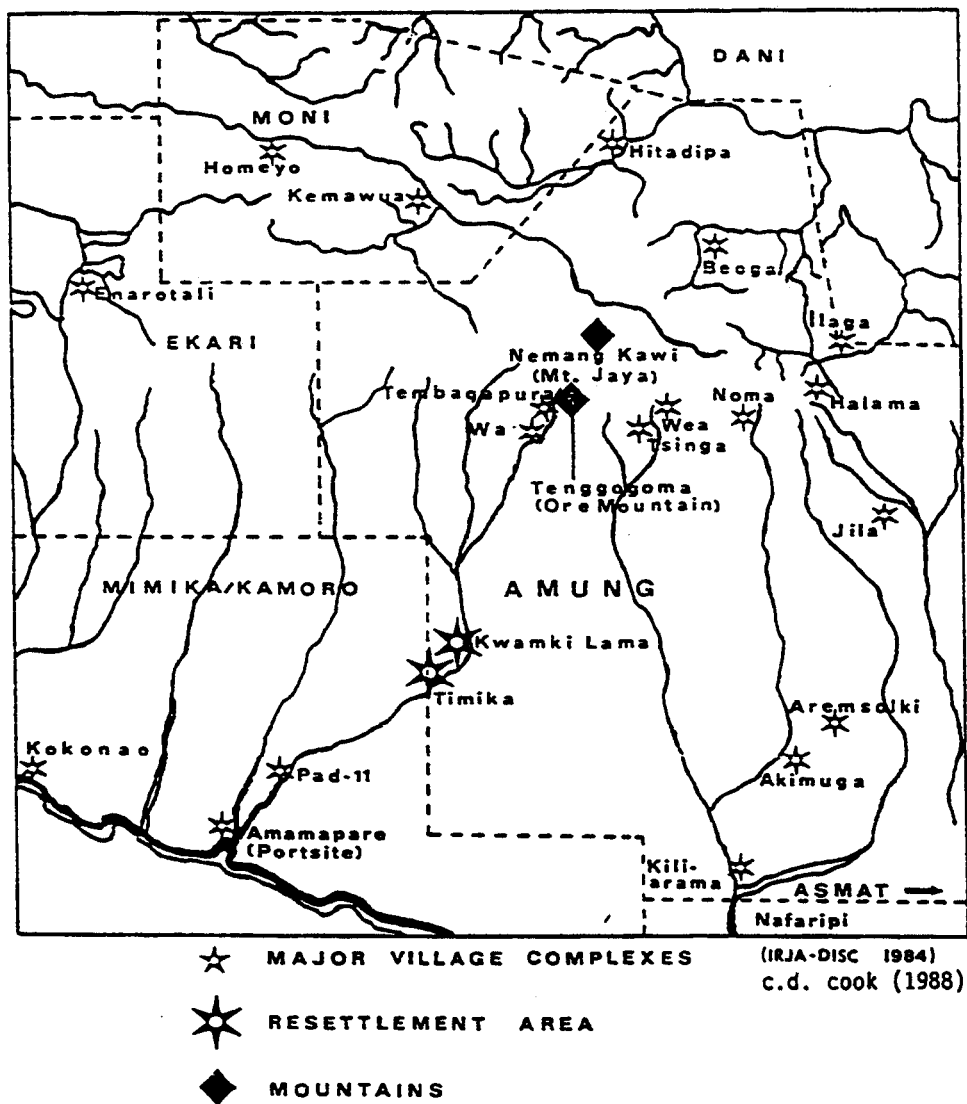 DANI
MONI
Homeyo
Hitadipa
Kemawua
Beoga
Enarotali
Ilaga
EKARI
Nemang Kawi
(Mt. Jaya)
Tembagapura
Noma
Halama
Wa
Wea
Tsinga
Tenggogoma
(Ore Mountain)
Jila
MIMIKA/KAMORO
AMUNG
Kwamki Lama
Timika
Aremsolki
Kokonao
Pad-11
Akimuga
Amamapare
(Portsite)
Kili-
arama
ASMAT
Nafaripi
MAJOR VILLAGE COMPLEXES
(IRJA-DISC 1984)
c.d. cook (1988)
RESETTLEMENT AREA
MOUNTAINS